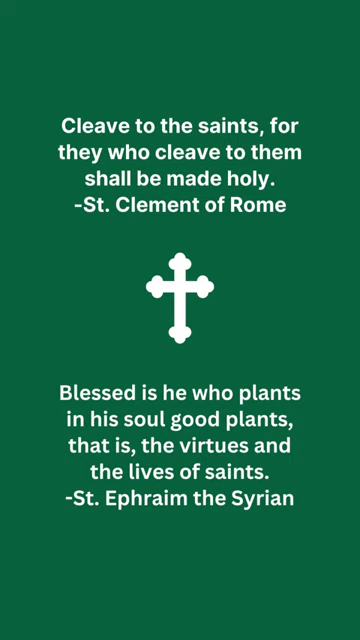 Cleave to the saints, for
they who cleave to them
shall be made holy.
-St. Clement of Rome
Blessed is he who plants
in his soul good plants,
that is, the virtues and
the lives of saints.
-St. Ephraim the Syrian